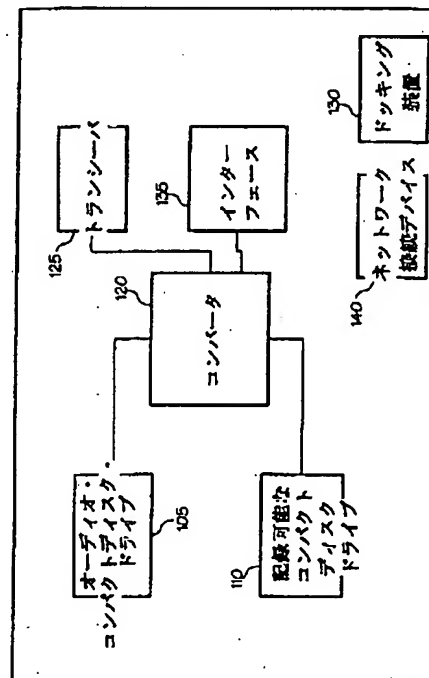 オーディオ・
コンパクトディスク・
ドライブ
105
記録可能な
コンパクト
ディスク
ドライブ
110
コンバータ
120
トランシーバ
125
インター
フェース
135
ネットワーク
接続デバイス
140
ドッキング
装置
130